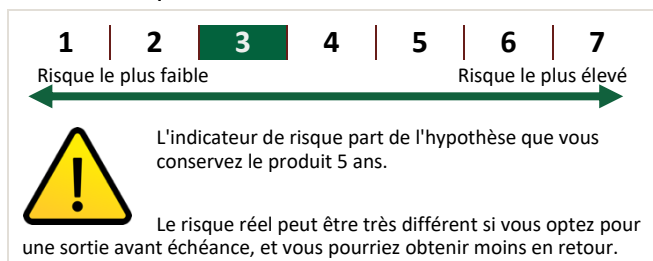 1 2 3 4 5 6 7
Risque le plus faible Risque le plus élevé
L'indicateur de risque part de l'hypothèse que vous
conservez le produit 5 ans.
Le risque réel peut être très différent si vous optez pour
une sortie avant échéance, et vous pourriez obtenir moins en retour.